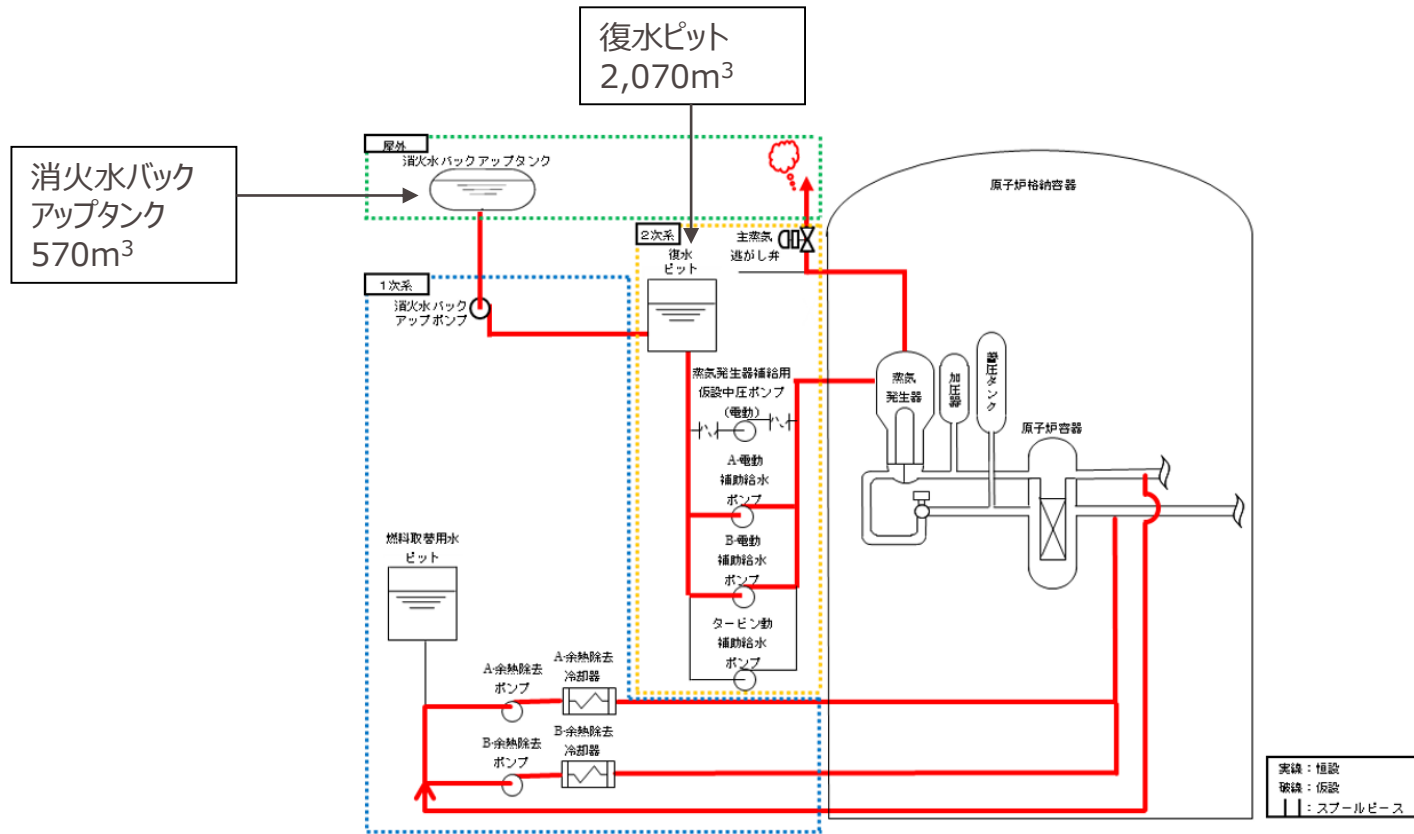 復水ピット
2,070m³
消火水バック
アップタンク
570m³
屋外
消火水バックアップタンク
2次系
復水
ピット
主蒸気
逃がし弁
原子炉格納容器
1次系
消火水バック
アップポンプ
蒸気発生器補給用
仮設中圧ポンプ
(電動)
蒸気
発生器
加圧器
蓄圧タンク
原子炉容器
A-電動
補助給水
ポンプ
B-電動
補助給水
ポンプ
タービン動
補助給水
ポンプ
燃料取替用水
ピット
A-余熱除去
ポンプ
A-余熱除去
冷却器
B-余熱除去
ポンプ
B-余熱除去
冷却器
実線:恒設
破線:仮設
||:スプールピース